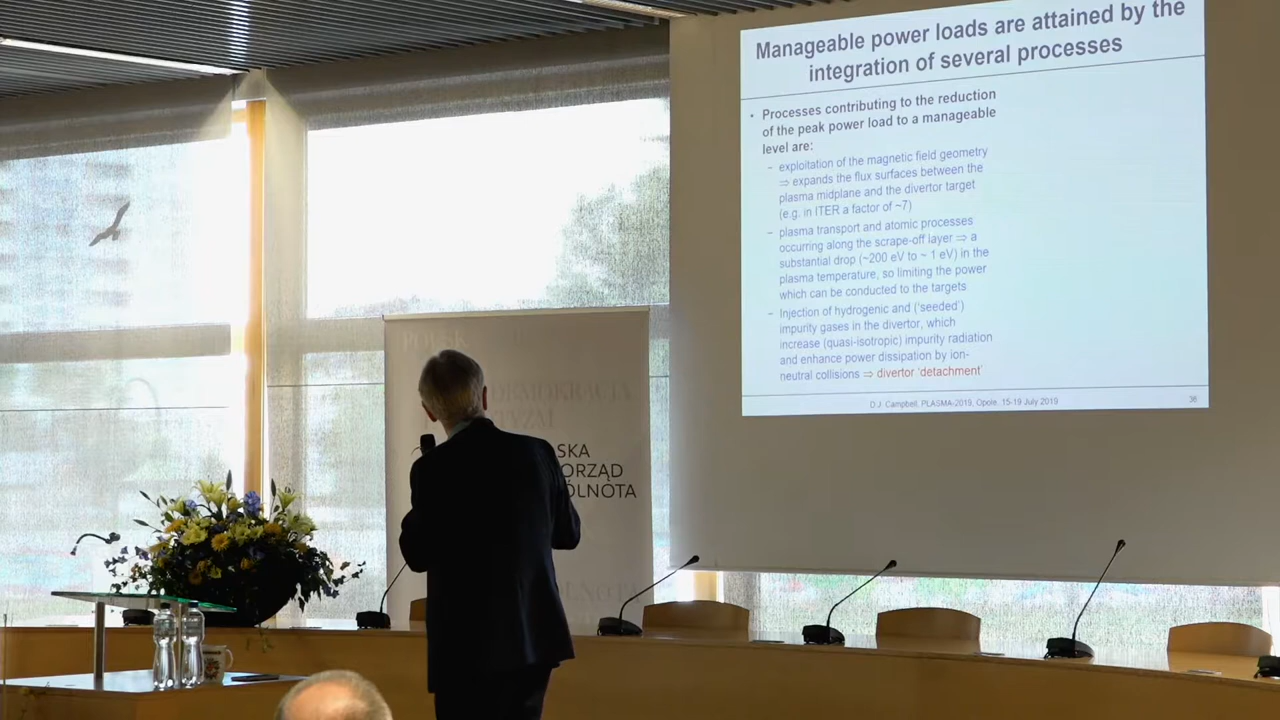 Manageable power loads are attained by the
integration of several processes
• Processes contributing to the reduction
of the peak power load to a manageable
level are:
– exploitation of the magnetic field geometry
⇒ expands the flux surfaces between the
plasma midplane and the divertor target
(e.g. in ITER a factor of ~7)
– plasma transport and atomic processes
occurring along the scrape-off layer ⇒ a
substantial drop (~200 eV to ~ 1 eV) in the
plasma temperature, so limiting the power
which can be conducted to the targets
– Injection of hydrogenic and ('seeded')
impurity gases in the divertor, which
increase (quasi-isotropic) impurity radiation
and enhance power dissipation by ion-
neutral collisions ⇒ divertor 'detachment'
D.J. Campbell, PLASMA-2019, Opole, 15-19 July 2019
36
DEMOKRACJA
SKA
ORZĄD
ÓLNOTA